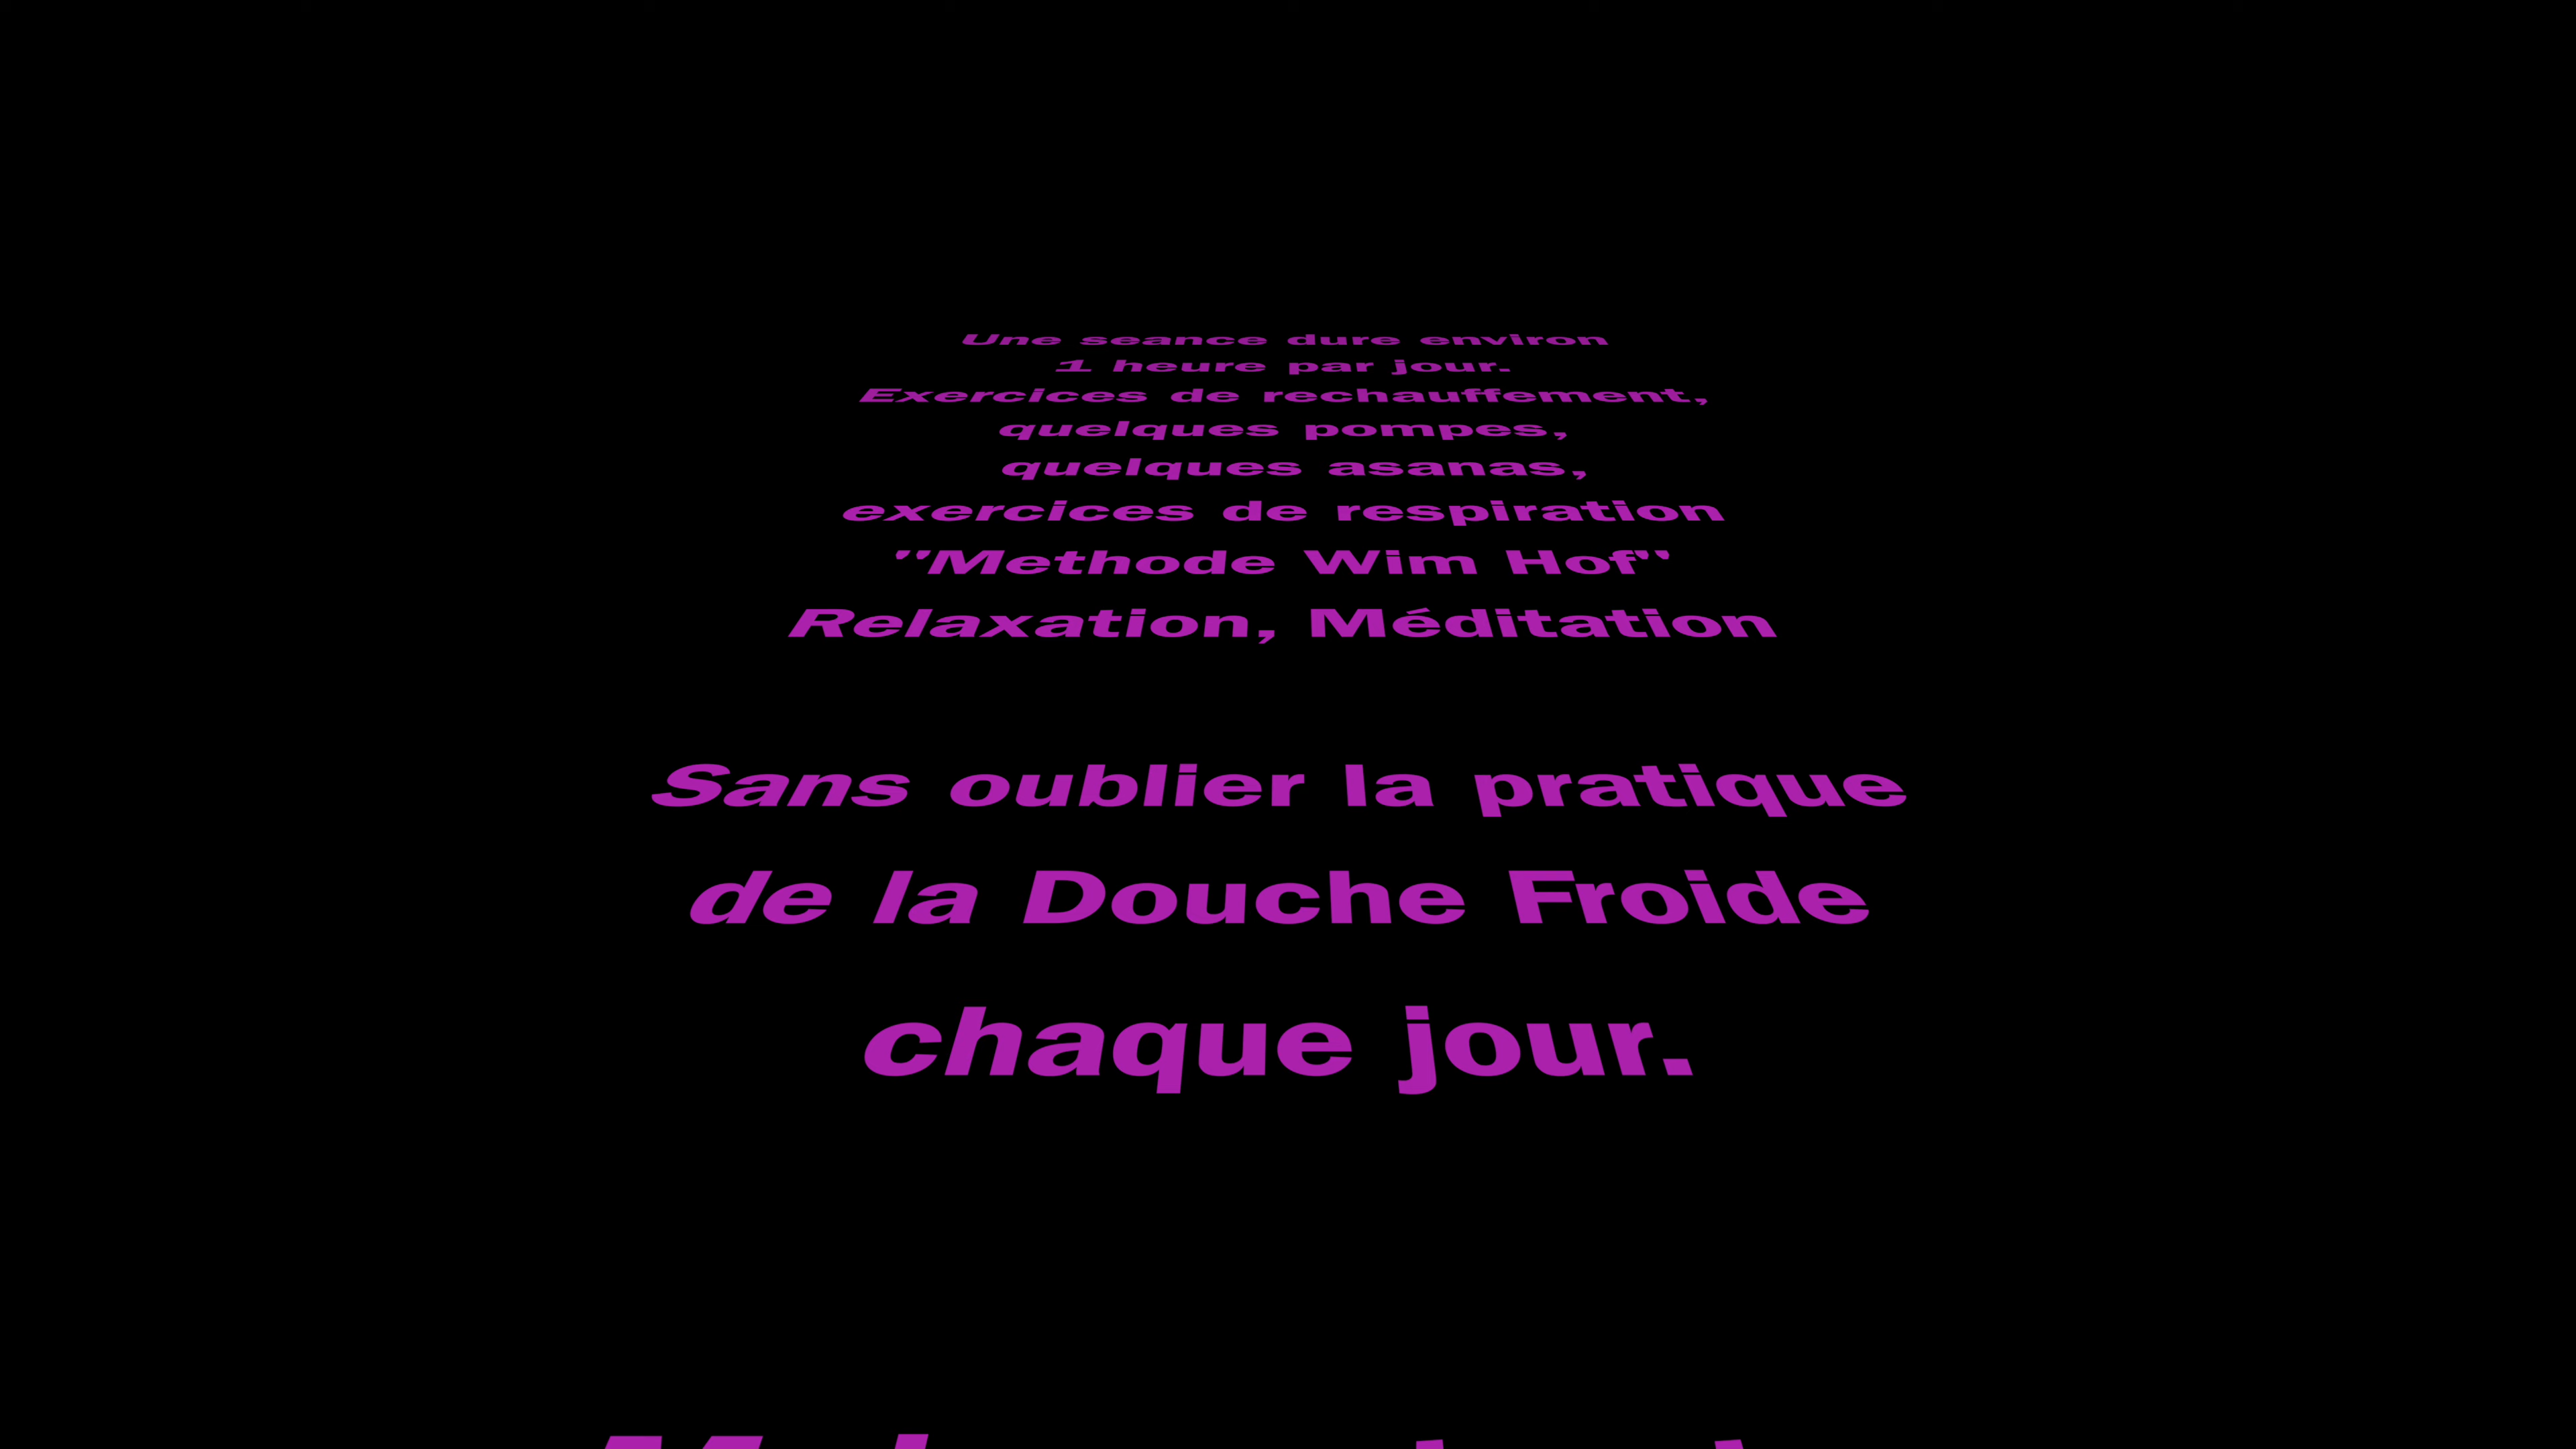 Une seance dure environ
1 heure par jour.
Exercices de rechauffement,
quelques pompes,
quelques asanas,
exercices de respiration
"Methode Wim Hof"
Relaxation, Méditation
Sans oublier la pratique
de la Douche Froide
chaque jour.